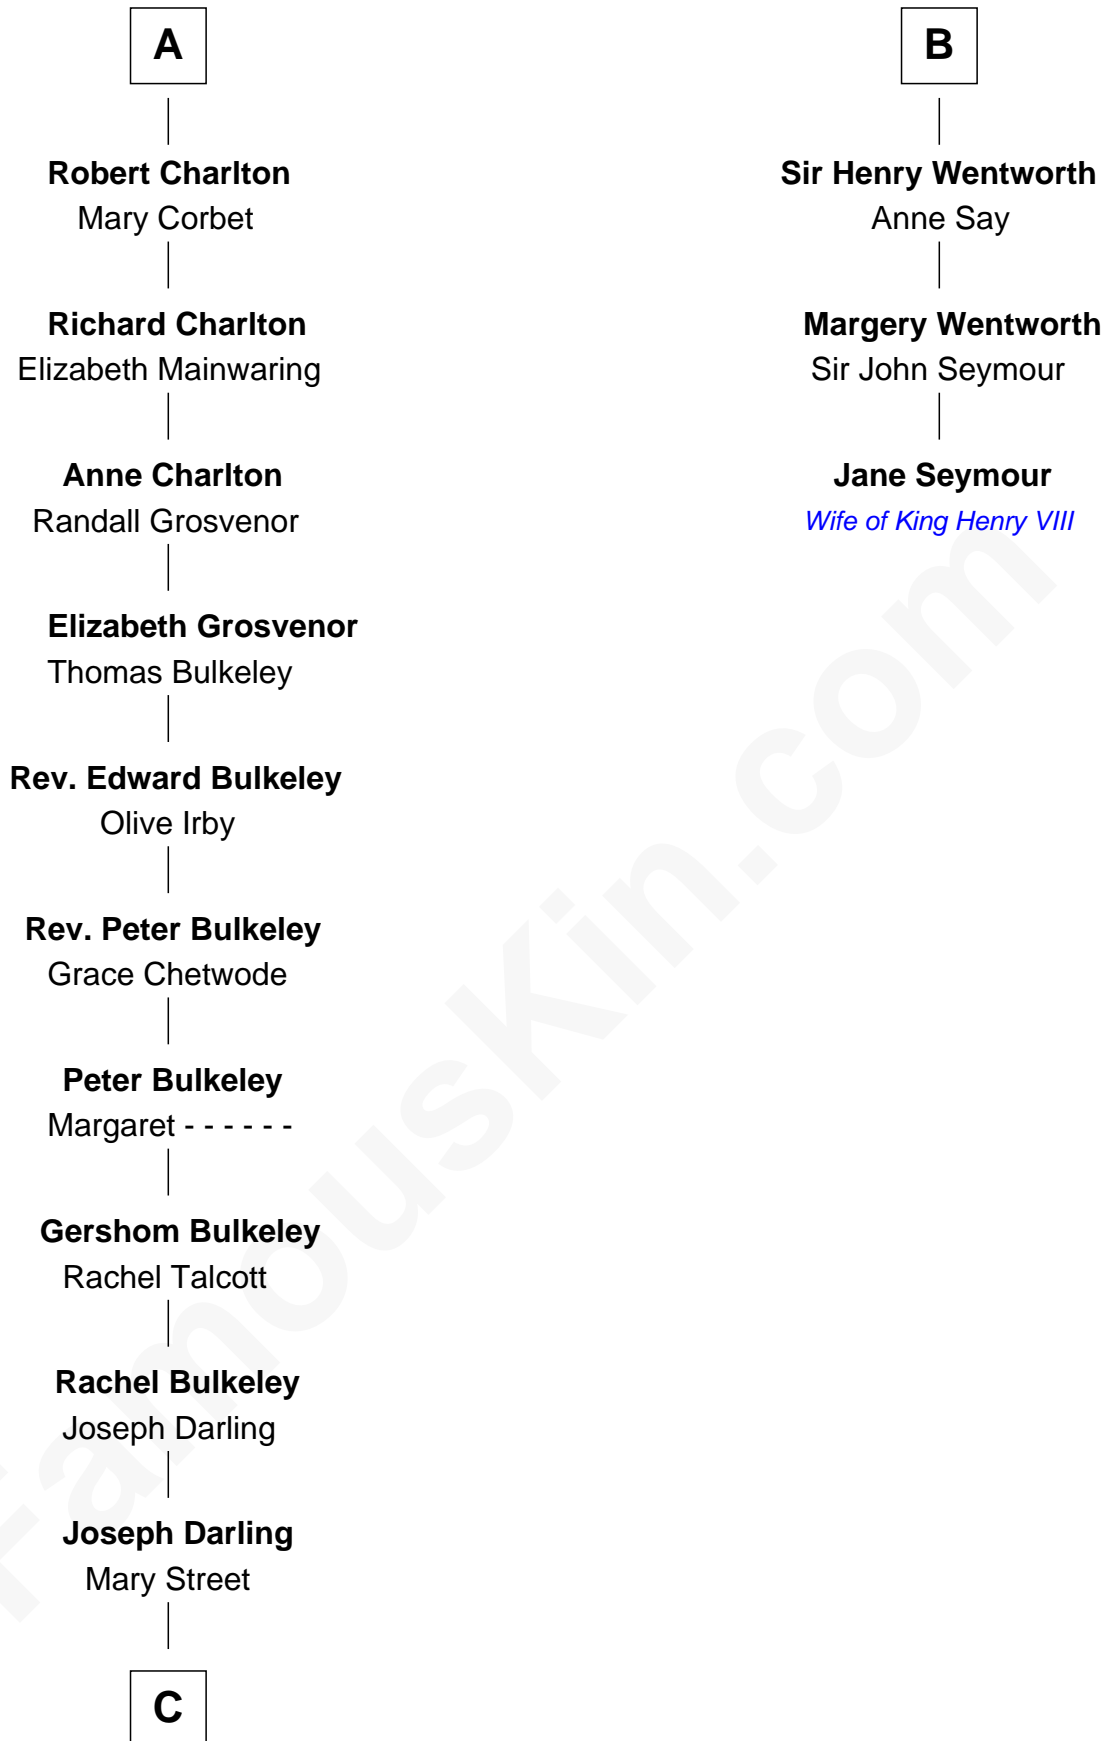 A
Robert Charlton
Mary Corbet
Richard Charlton
Elizabeth Mainwaring
Anne Charlton
Randall Grosvenor
Elizabeth Grosvenor
Thomas Bulkeley
Rev. Edward Bulkeley
Olive Irby
Rev. Peter Bulkeley
Grace Chetwode
Peter Bulkeley
Margaret - - - - - -
Gershom Bulkeley
Rachel Talcott
Rachel Bulkeley
Joseph Darling
Joseph Darling
Mary Street
C
B
Sir Henry Wentworth
Anne Say
Margery Wentworth
Sir John Seymour
Jane Seymour
Wife of King Henry VIII
FamousKin.com